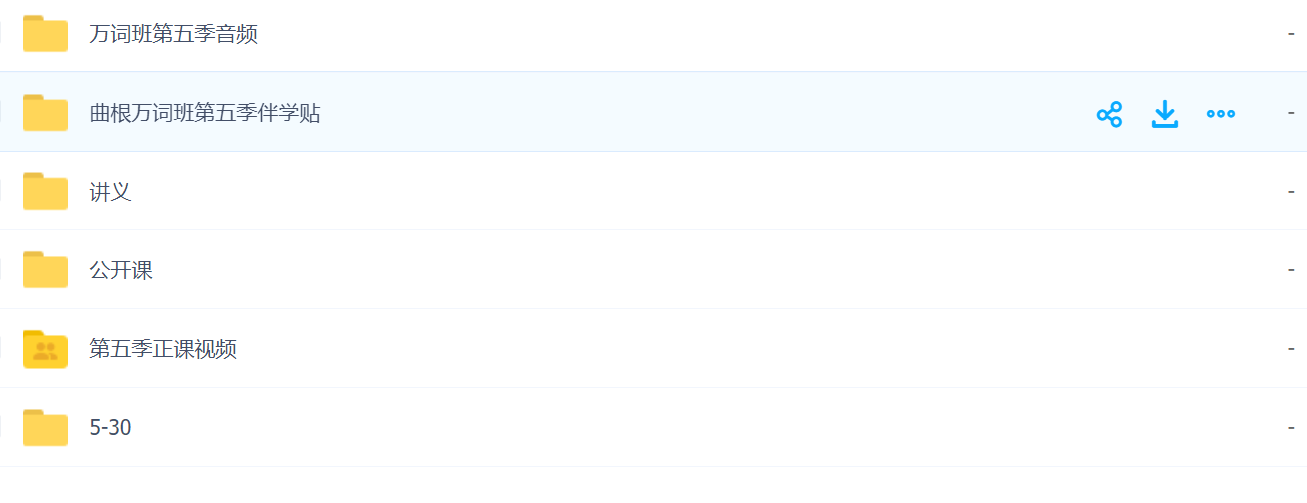 万词班第五季音频 -
曲根万词班第五季伴学贴 -
讲义 -
公开课 -
第五季正课视频 -
5-30 -